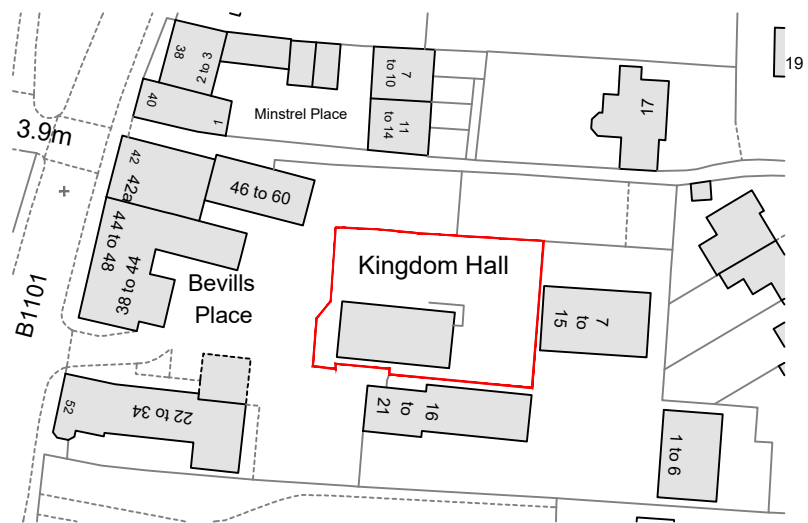 38
2 to 3
40
1
Minstrel Place
7
to 10
11
to 14
17
19
3.9m
42
42a
46 to 60
44 to 48
38 to 44
Bevills
Place
Kingdom Hall
B1101
7
to
15
52
22 to 34
16
to
21
1 to 6